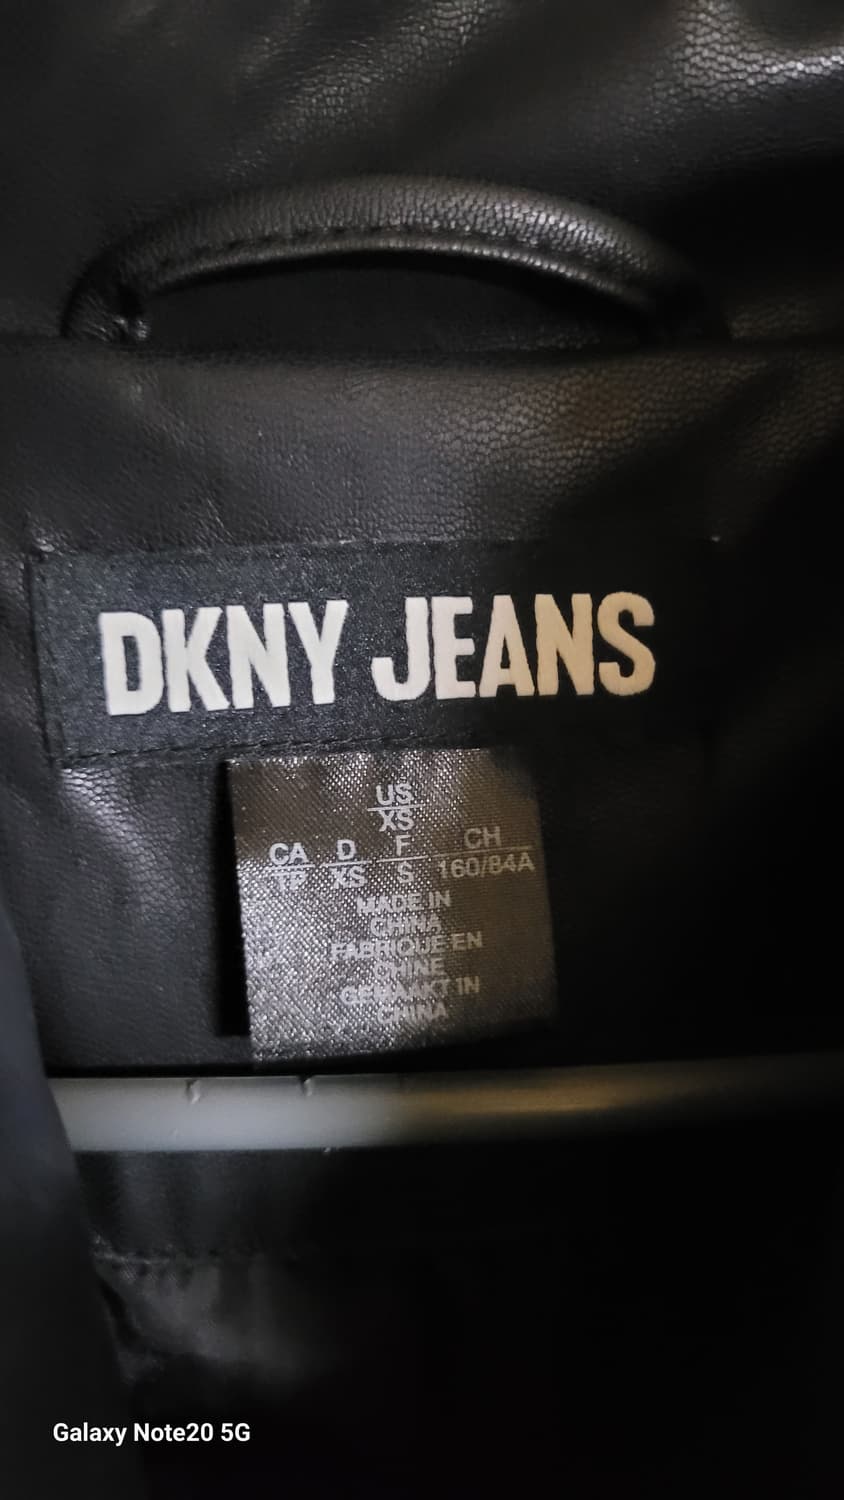 DKNY JEANS
US
XS
CA D F CH
TP XS S 160/84A
MADE IN
CHINA
FABRIQUE EN
CHINE
GEMAAKT IN
CHINA
Galaxy Note20 5G